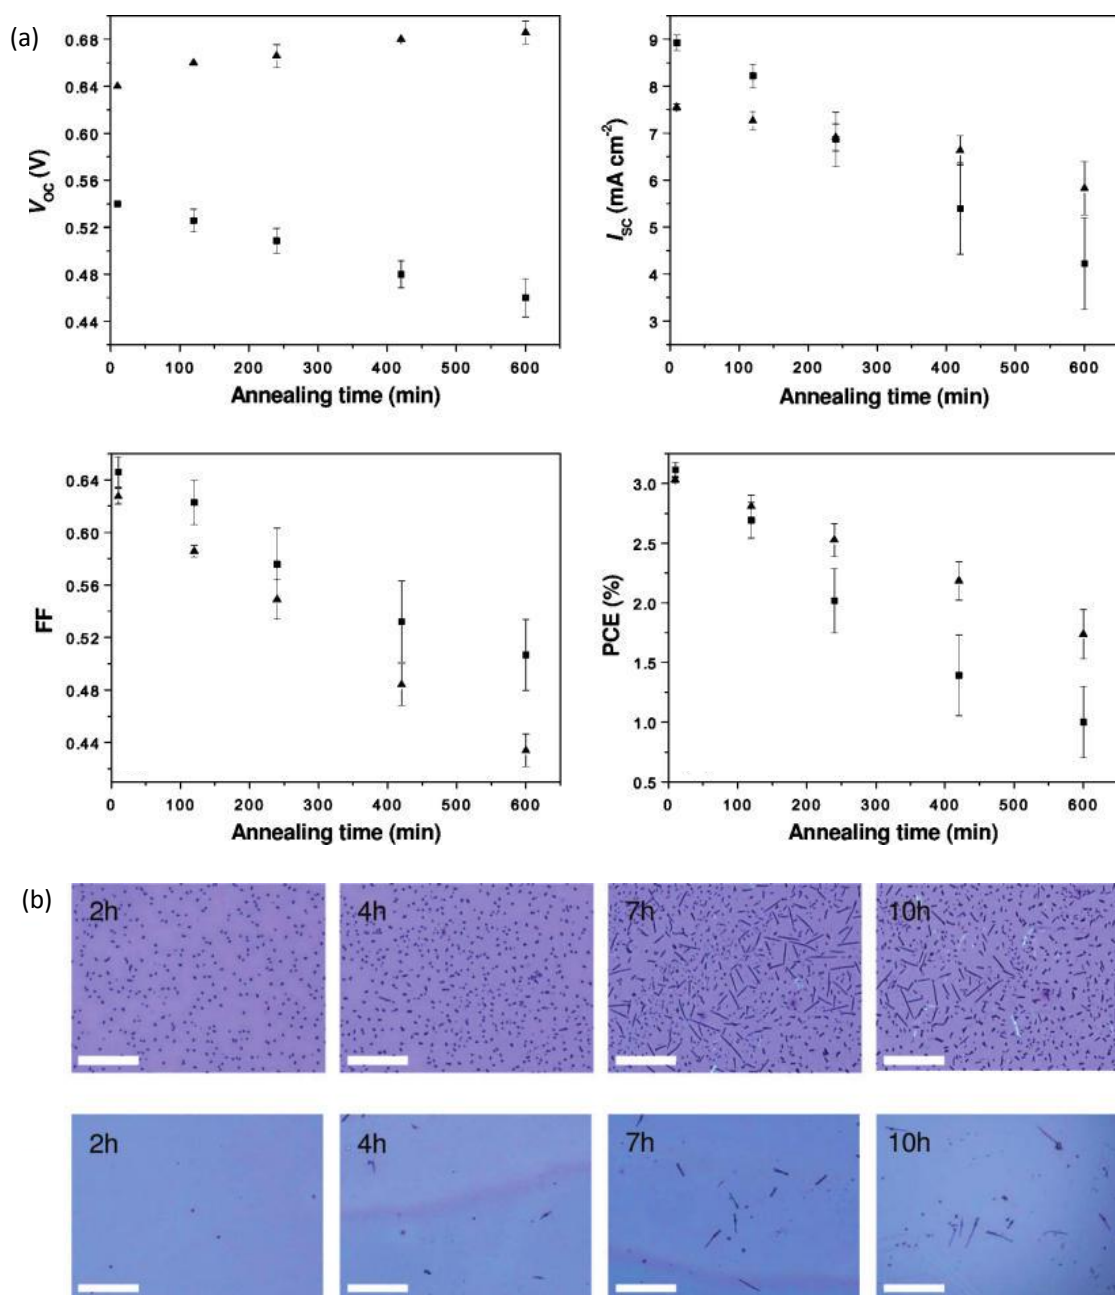 (a)
0.68
0.64
0.60
0.56
0.52
0.48
0.44
V_OC (V)
0 100 200 300 400 500 600
Annealing time (min)
9
8
7
6
5
4
3
I_SC (mA cm⁻²)
0 100 200 300 400 500 600
Annealing time (min)
0.64
0.60
0.56
0.52
0.48
0.44
FF
0 100 200 300 400 500 600
Annealing time (min)
3.0
2.5
2.0
1.5
1.0
0.5
PCE (%)
0 100 200 300 400 500 600
Annealing time (min)
(b)
2h 4h 7h 10h
2h 4h 7h 10h